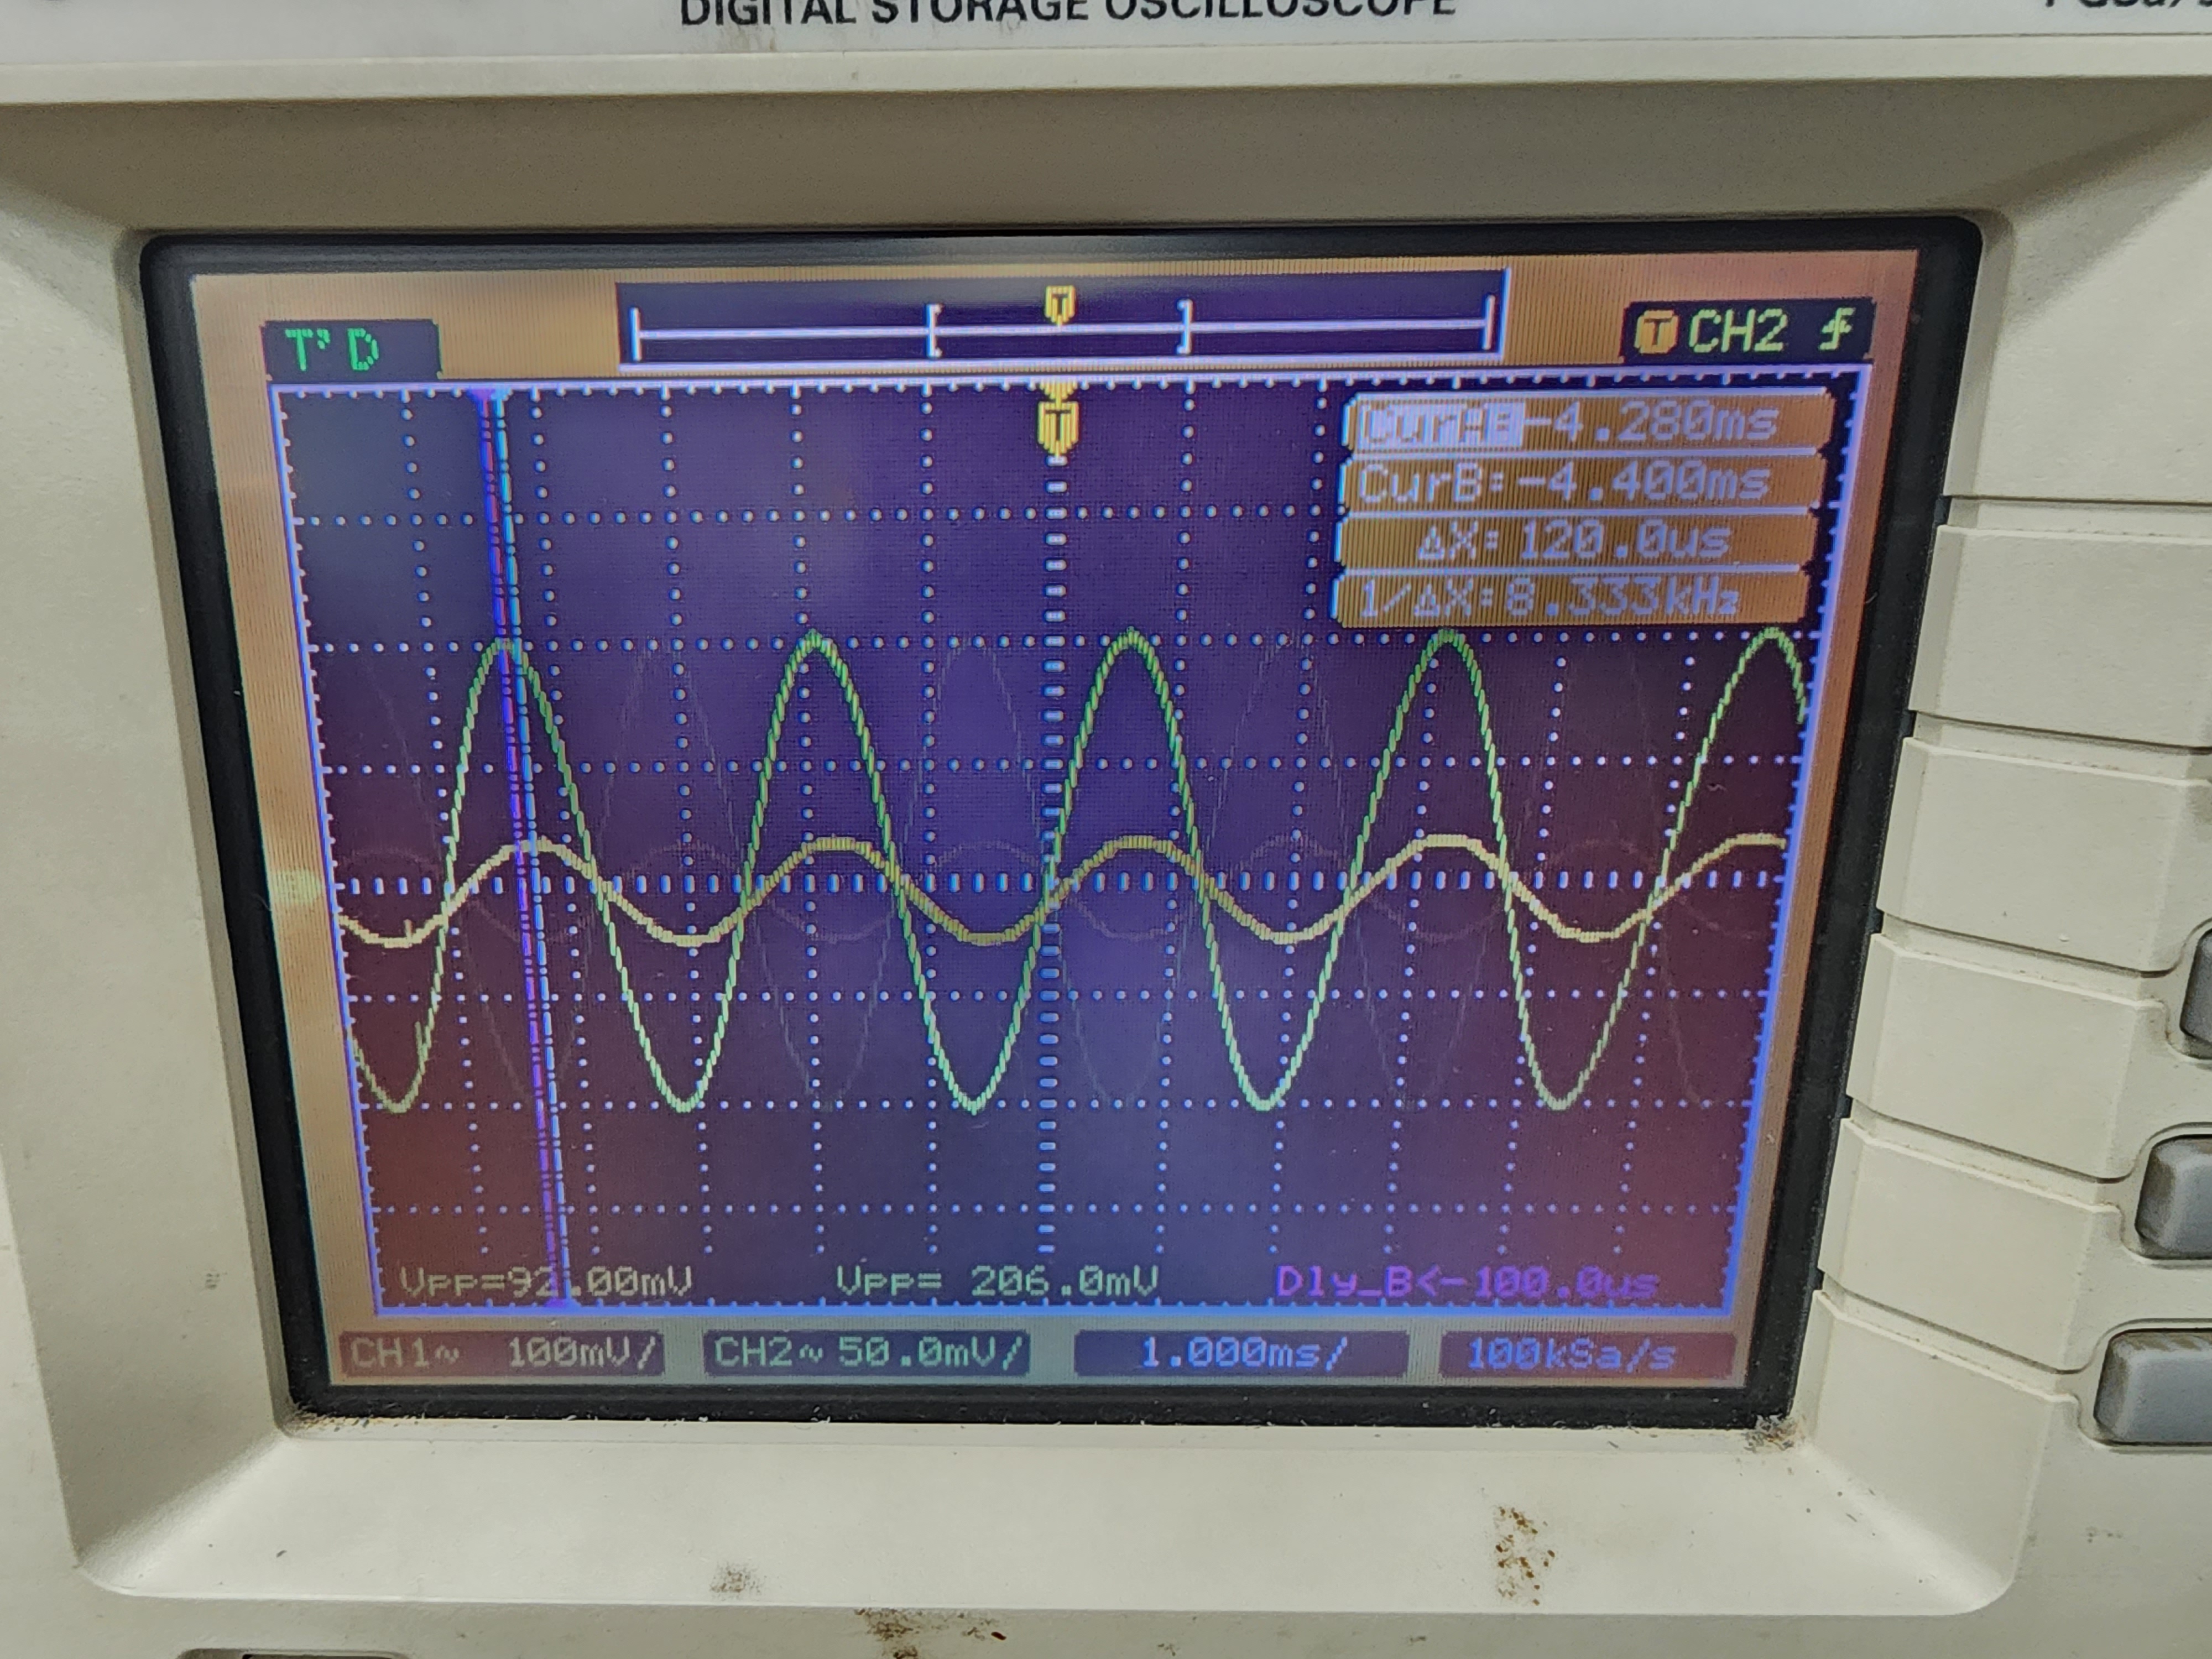 DIGITAL STORAGE OSCILLOSCOPE
T'D
T
T CH2
T
CurA=-4.280ms
CurB=-4.400ms
ΔX=120.0us
1/ΔX=8.333kHz
Vpp=92.00mV Vpp= 206.0mV Dly_B<-100.0us
CH1~ 100mV/ CH2~ 50.0mV/ 1.000ms/ 100kSa/s